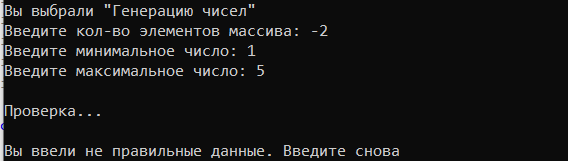 Вы выбрали "Генерацию чисел"
Введите кол-во элементов массива: -2
Введите минимальное число: 1
Введите максимальное число: 5
Проверка...
Вы ввели не правильные данные. Введите снова